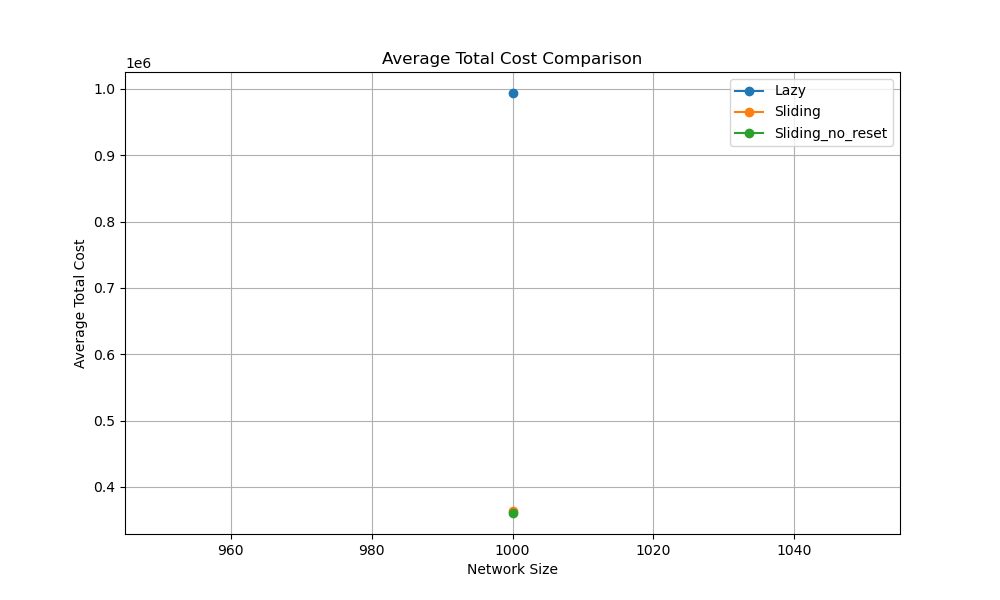 Average Total Cost Comparison
1e6
1.0
0.9
0.8
0.7
0.6
0.5
0.4
Average Total Cost
Lazy
Sliding
Sliding_no_reset
960 980 1000 1020 1040
Network Size